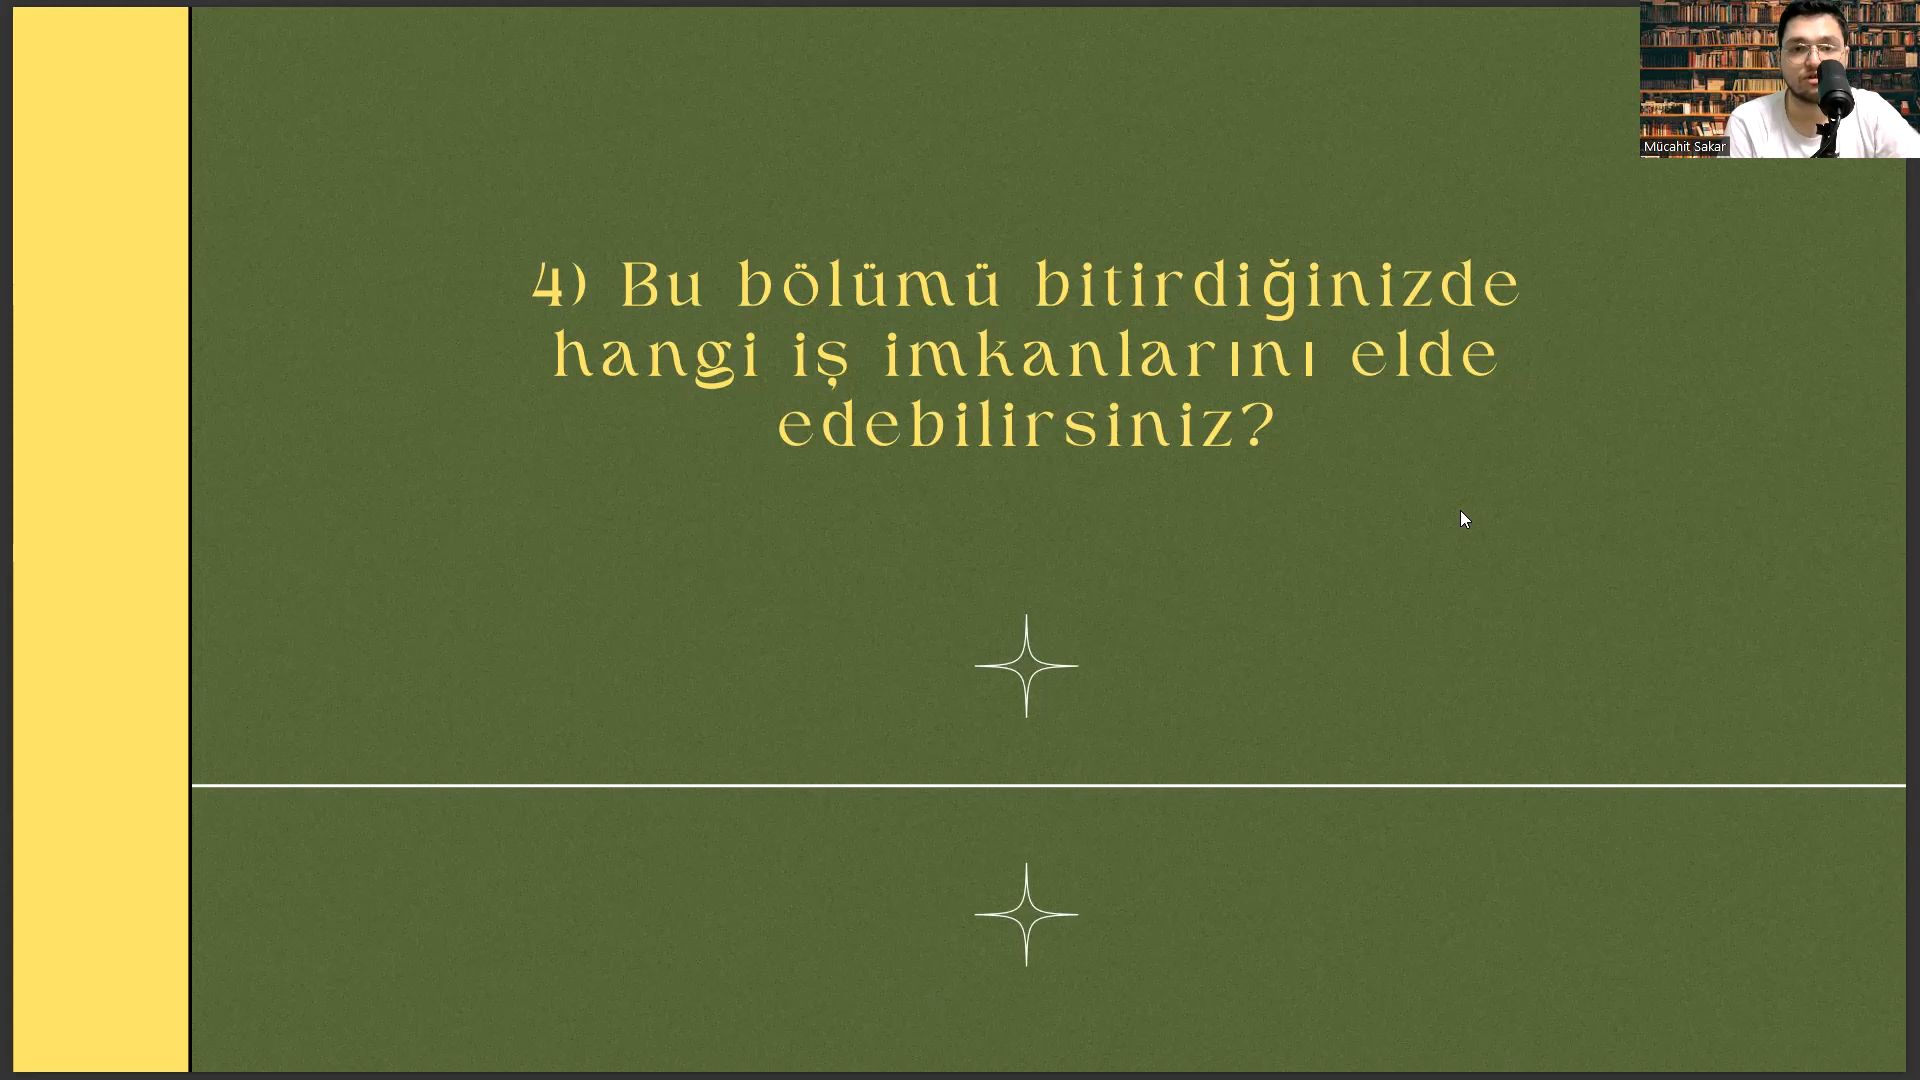 Mücahit Sakar
4) Bu bölümü bitirdiğinizde
hangi iş imkanlarını elde
edebilirsiniz?